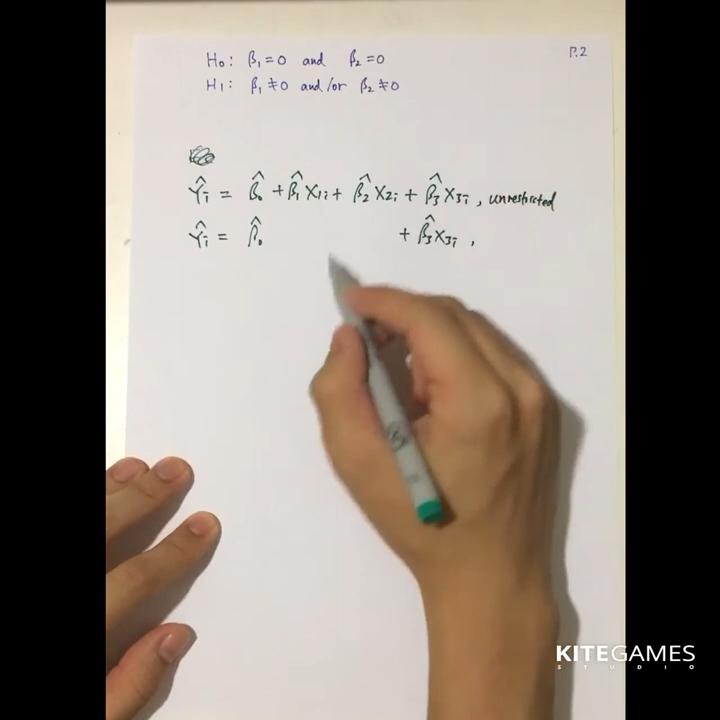 P.2
H₀: β₁=0 and β₂=0
H₁: β₁≠0 and/or β₂≠0
Ŷᵢ = β̂₀ + β̂₁X₁ᵢ + β̂₂X₂ᵢ + β̂₃X₃ᵢ, unrestricted
Ŷᵢ = β̂₀ + β̂₃X₃ᵢ,
KITEGAMES
STUDIO